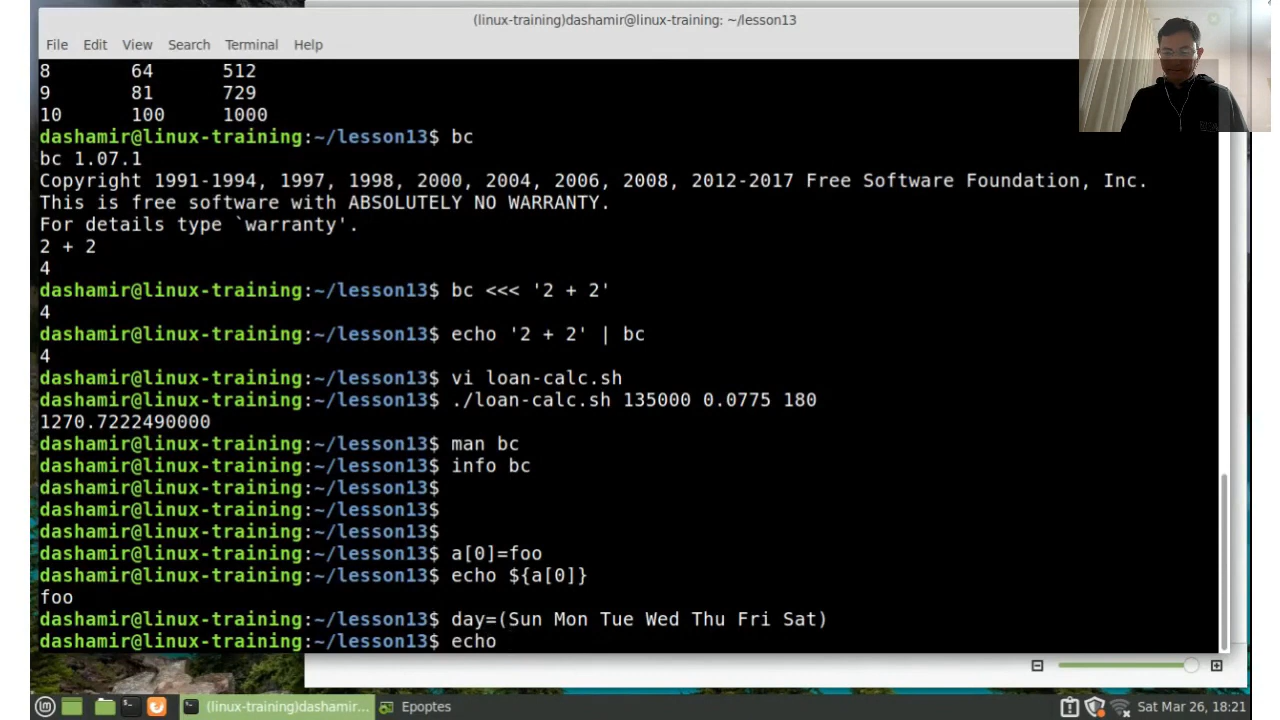 (linux-training)dashamir@linux-training: ~/lesson13
File Edit View Search Terminal Help
8 64 512
9 81 729
10 100 1000
dashamir@linux-training:~/lesson13$ bc
bc 1.07.1
Copyright 1991-1994, 1997, 1998, 2000, 2004, 2006, 2008, 2012-2017 Free Software Foundation, Inc.
This is free software with ABSOLUTELY NO WARRANTY.
For details type `warranty'.
2 + 2
4
dashamir@linux-training:~/lesson13$ bc <<< '2 + 2'
4
dashamir@linux-training:~/lesson13$ echo '2 + 2' | bc
4
dashamir@linux-training:~/lesson13$ vi loan-calc.sh
dashamir@linux-training:~/lesson13$ ./loan-calc.sh 135000 0.0775 180
1270.7222490000
dashamir@linux-training:~/lesson13$ man bc
dashamir@linux-training:~/lesson13$ info bc
dashamir@linux-training:~/lesson13$
dashamir@linux-training:~/lesson13$
dashamir@linux-training:~/lesson13$
dashamir@linux-training:~/lesson13$ a[0]=foo
dashamir@linux-training:~/lesson13$ echo ${a[0]}
foo
dashamir@linux-training:~/lesson13$ day=(Sun Mon Tue Wed Thu Fri Sat)
dashamir@linux-training:~/lesson13$ echo
(linux-training)dashamir... Epoptes Sat Mar 26, 18:21